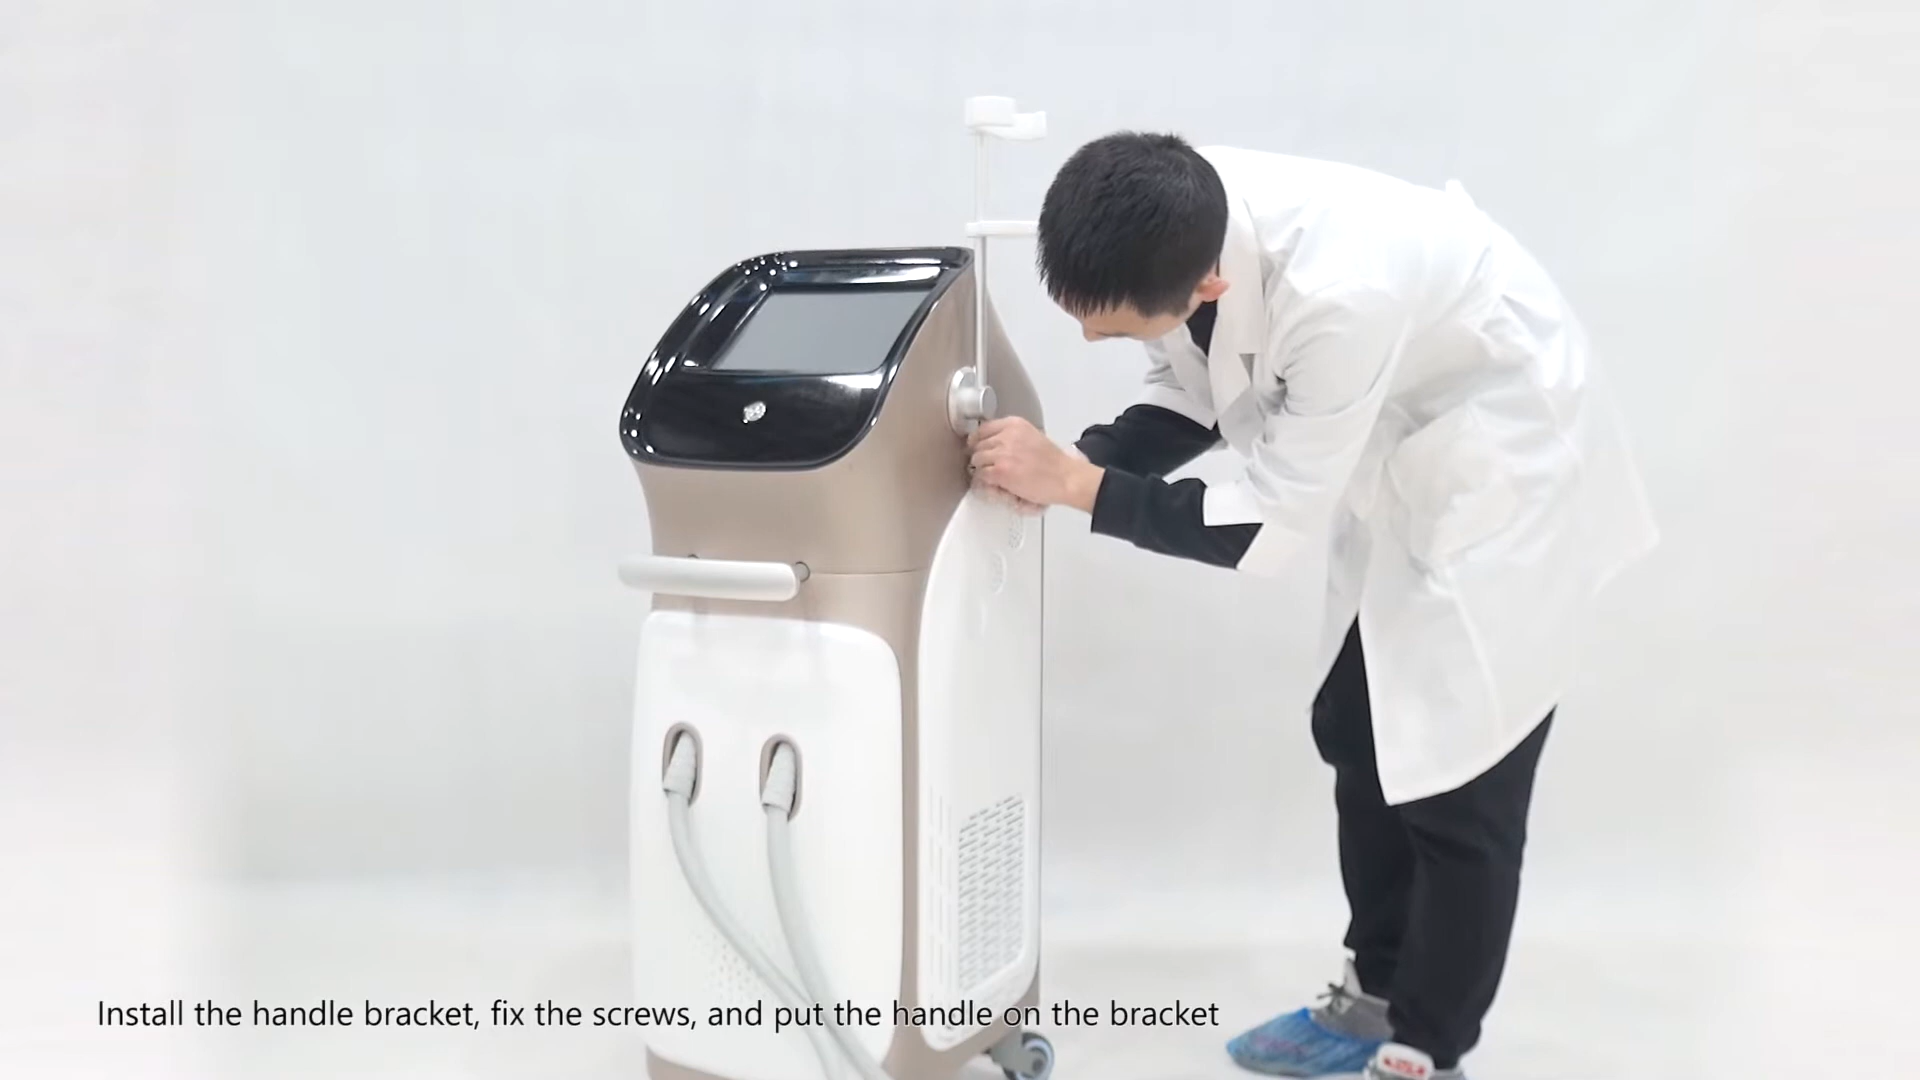 Install the handle bracket, fix the screws, and put the handle on the bracket